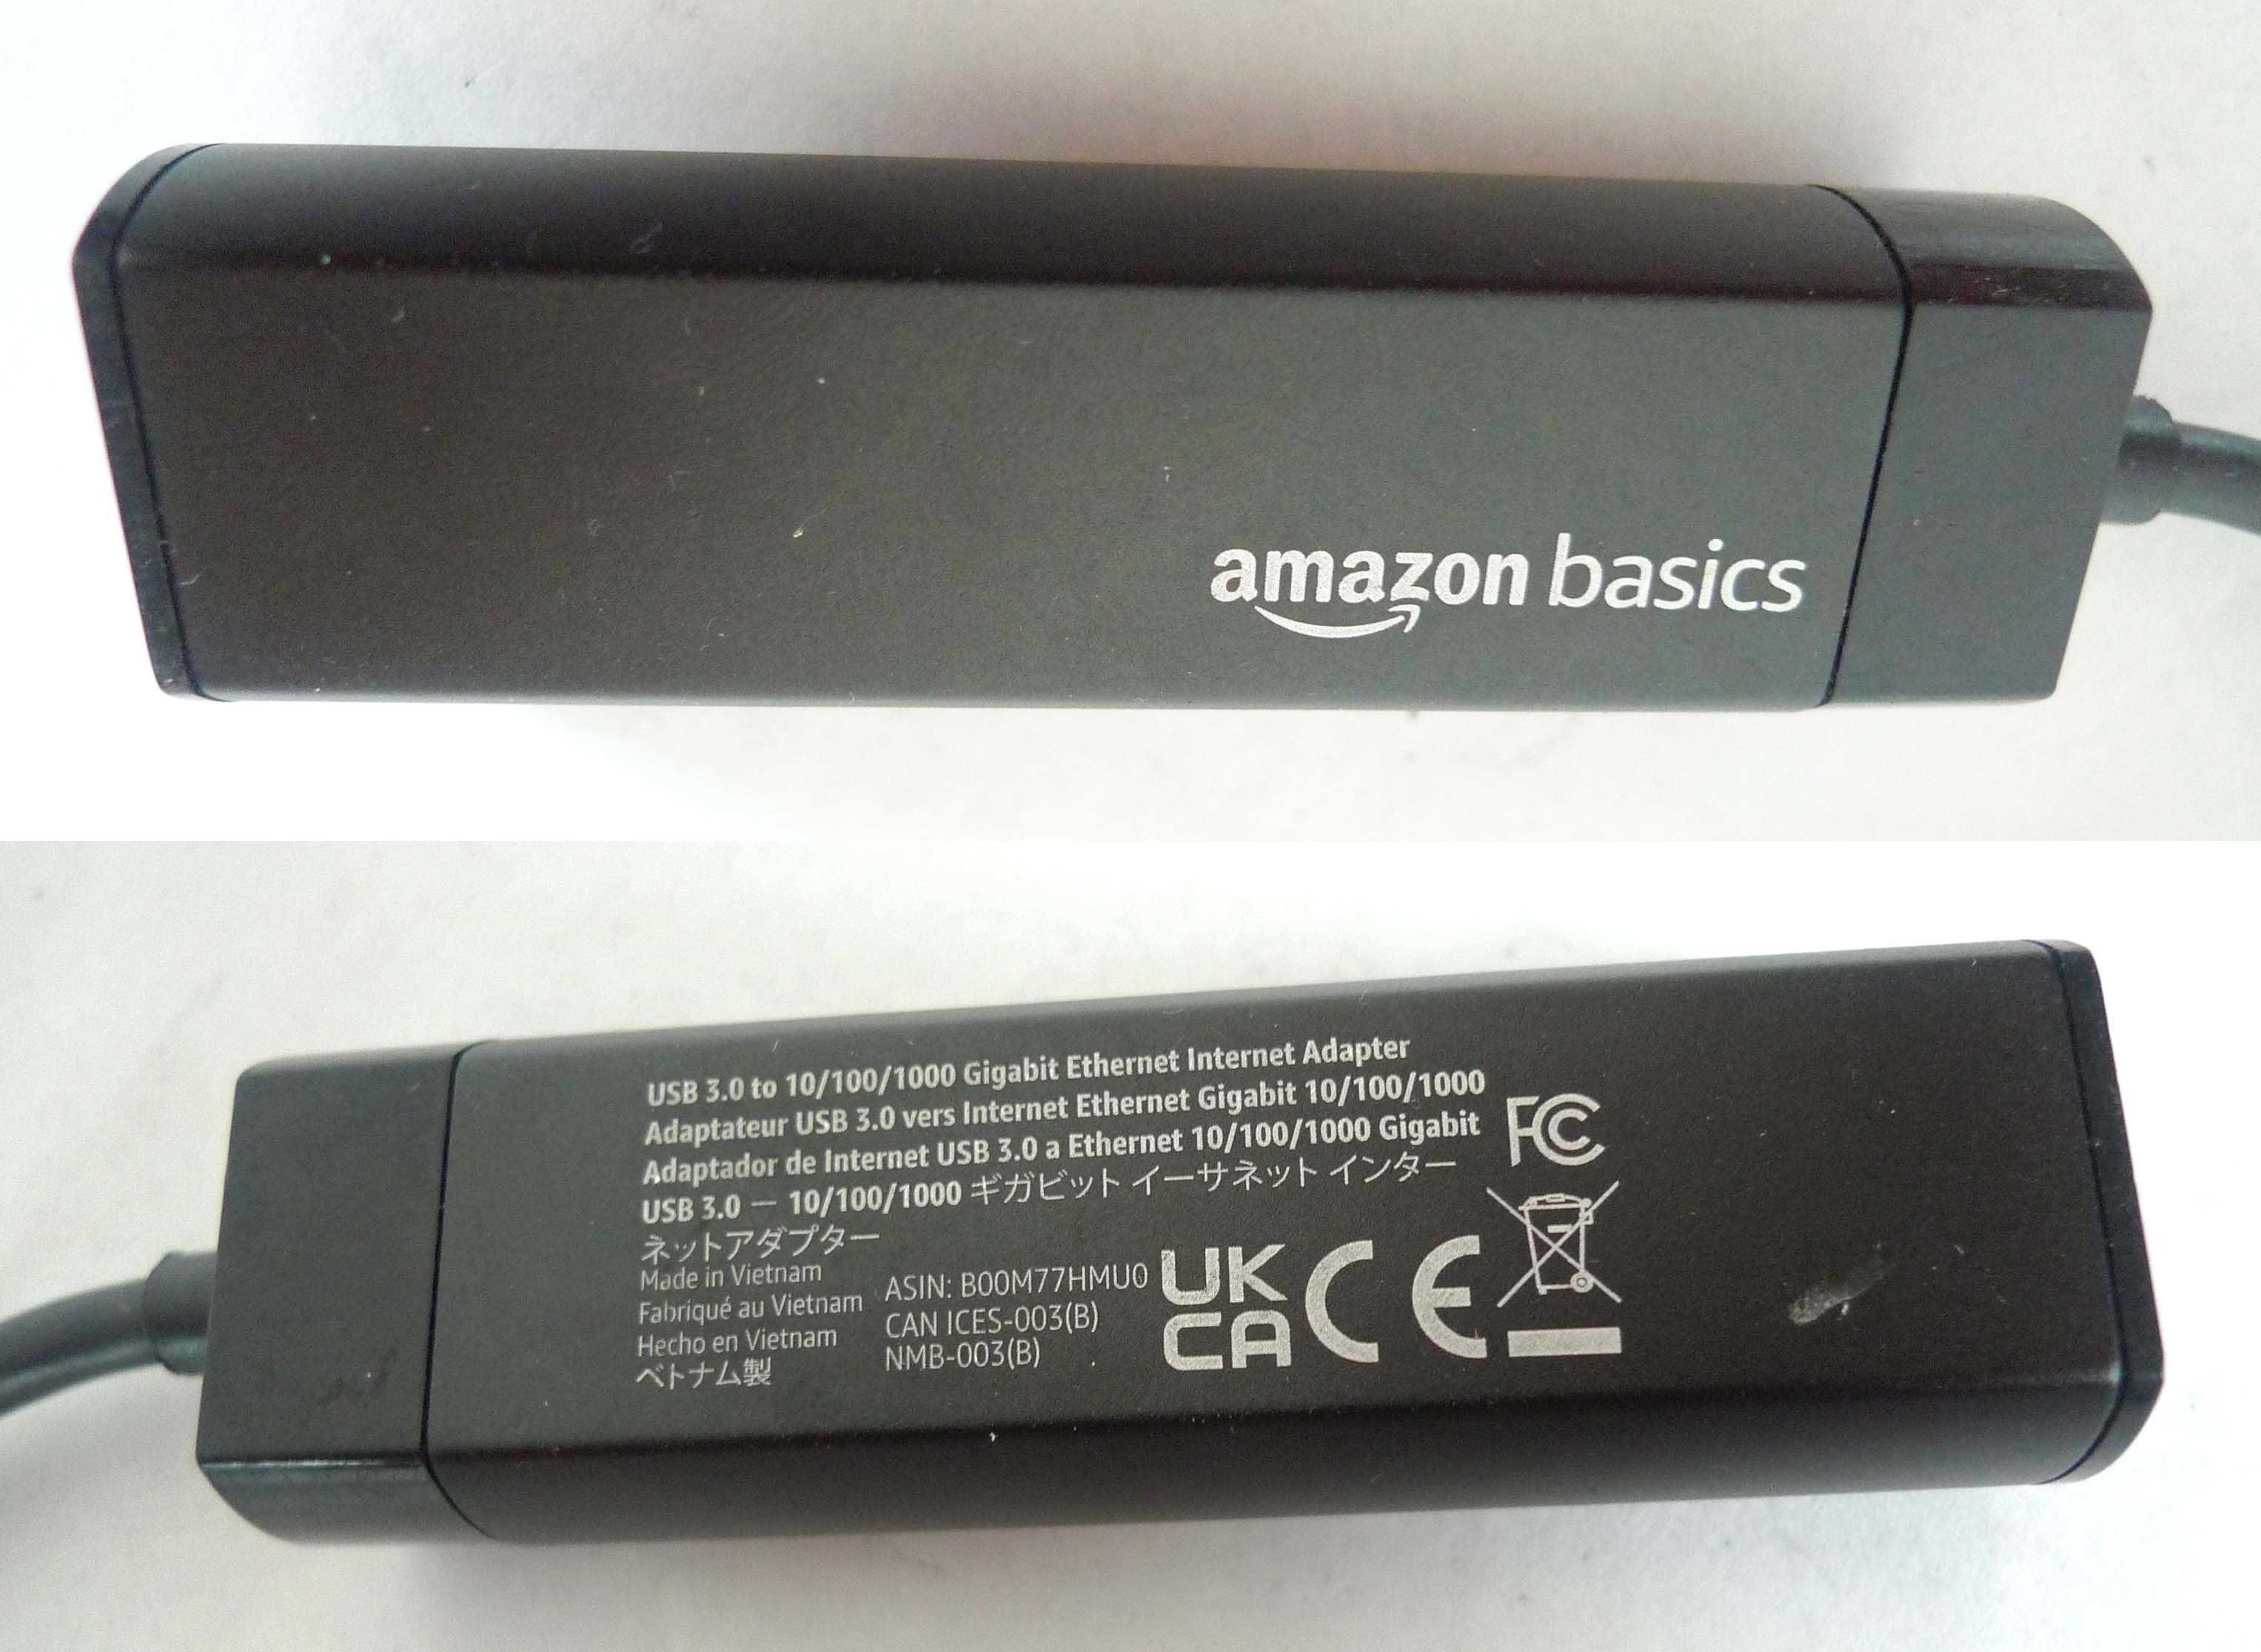 amazon basics
USB 3.0 to 10/100/1000 Gigabit Ethernet Internet Adapter
Adaptateur USB 3.0 vers Internet Ethernet Gigabit 10/100/1000
Adaptador de Internet USB 3.0 a Ethernet 10/100/1000 Gigabit
USB 3.0 — 10/100/1000 ギガビット イーサネット インター
ネットアダプター
Made in Vietnam
Fabriqué au Vietnam
Hecho en Vietnam
ベトナム製
ASIN: B00M77HMU0
CAN ICES-003(B)
NMB-003(B)
UK
CA
CE
FC